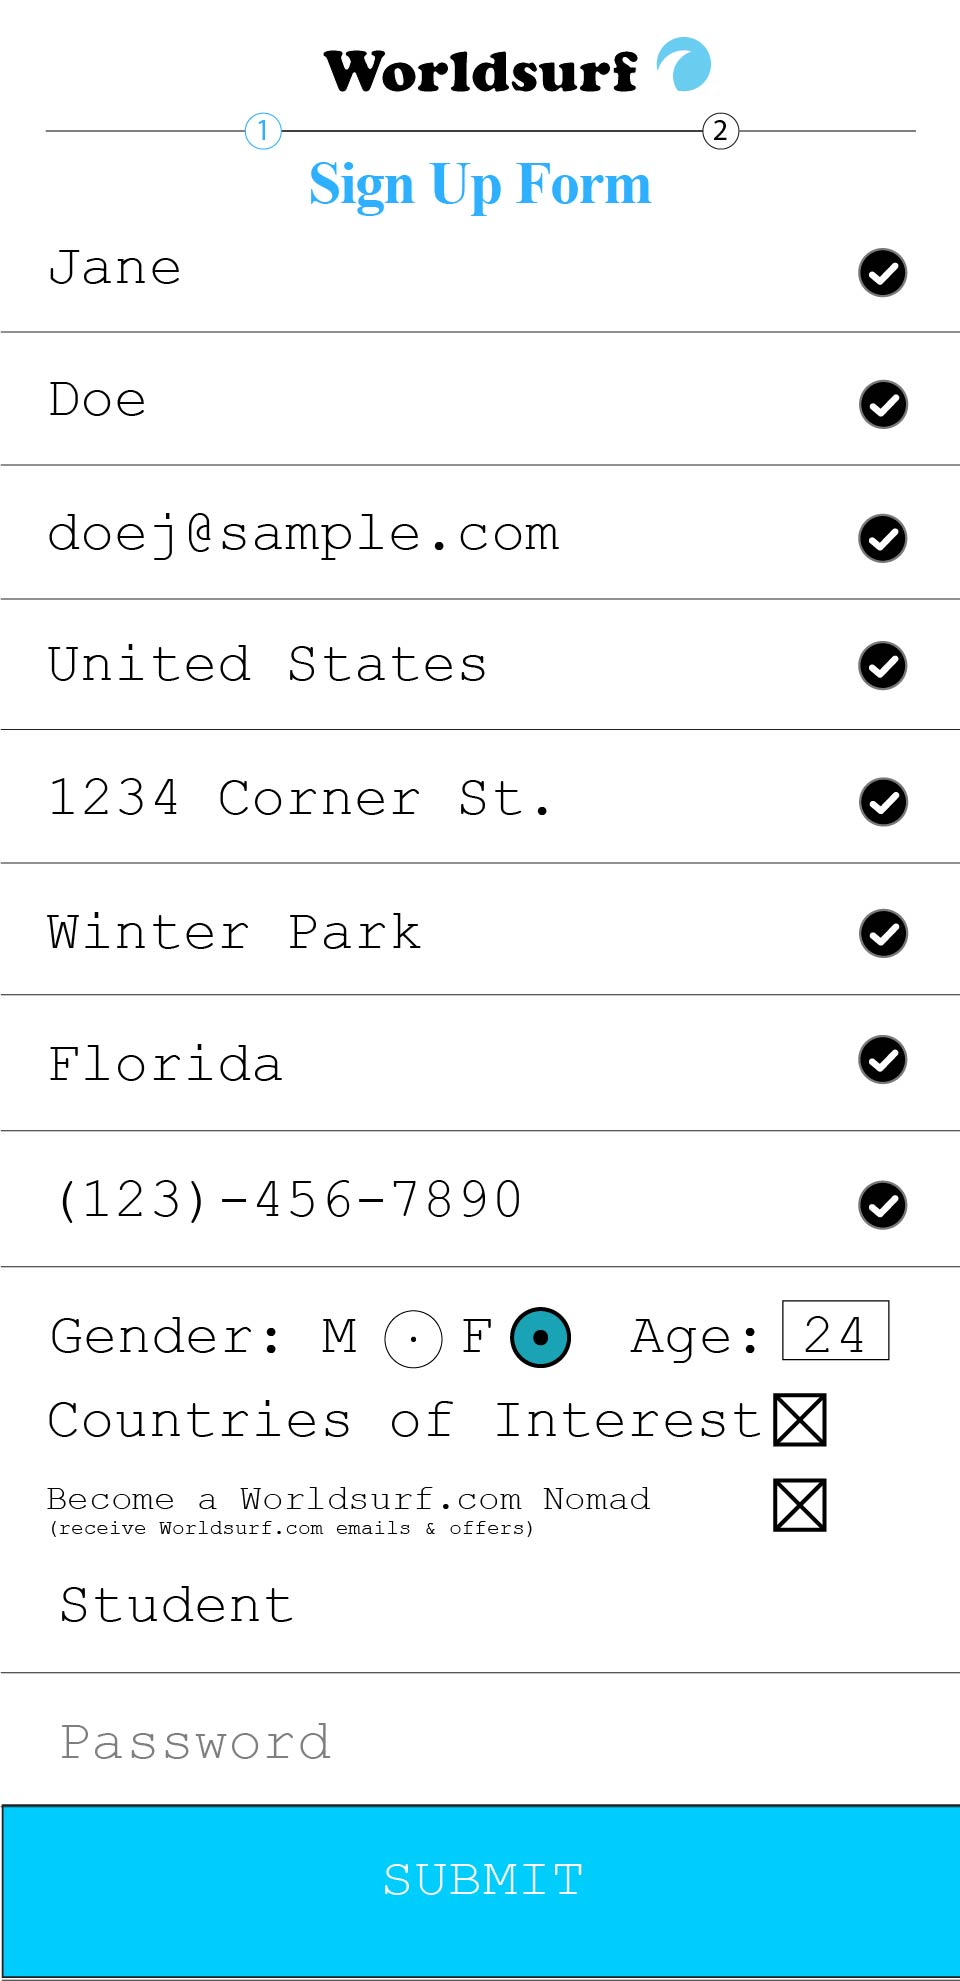 Worldsurf
1 2
Sign Up Form
Jane
Doe
doej@sample.com
United States
1234 Corner St.
Winter Park
Florida
(123)-456-7890
Gender: M F Age: 24
Countries of Interest
Become a Worldsurf.com Nomad
(receive Worldsurf.com emails & offers)
Student
Password
SUBMIT